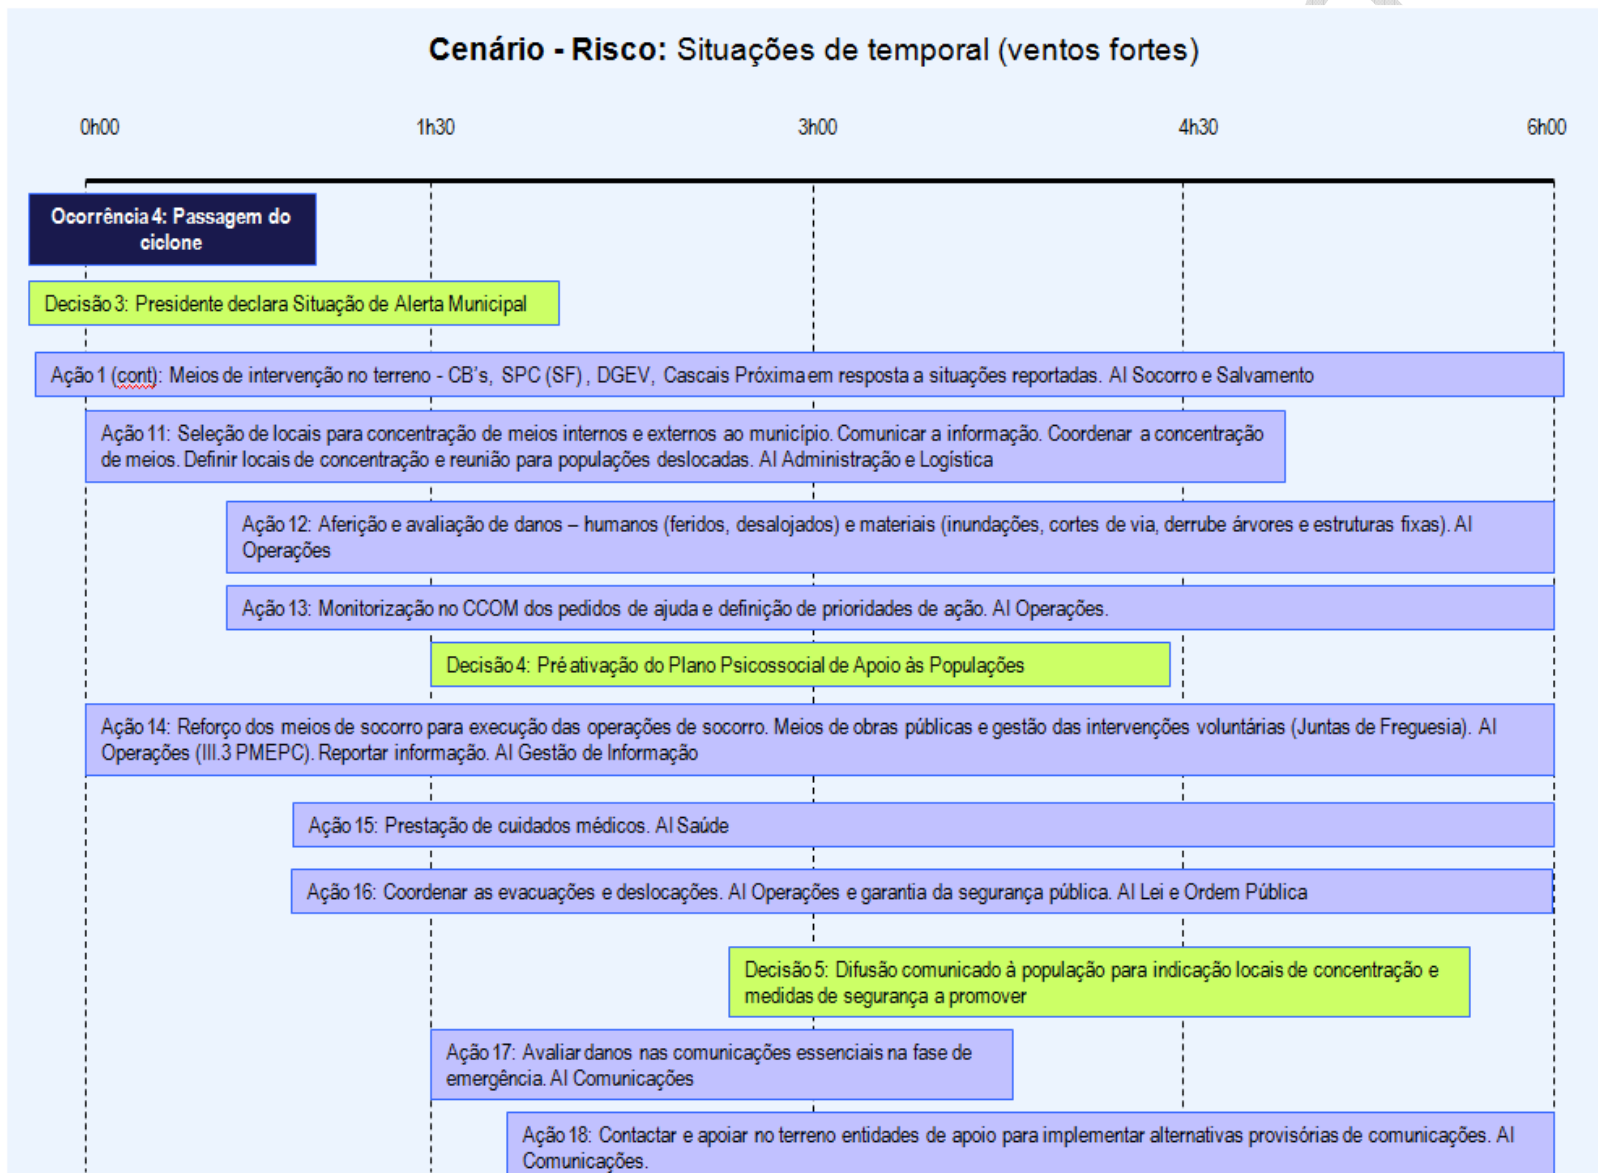 Cenário - Risco: Situações de temporal (ventos fortes)
0h00 1h30 3h00 4h30 6h00
Ocorrência 4: Passagem do
ciclone
Decisão 3: Presidente declara Situação de Alerta Municipal
Ação 1 (cont): Meios de intervenção no terreno - CB's, SPC (SF) , DGEV, Cascais Próxima em resposta a situações reportadas. AI Socorro e Salvamento
Ação 11: Seleção de locais para concentração de meios internos e externos ao município. Comunicar a informação. Coordenar a concentração
de meios. Definir locais de concentração e reunião para populações deslocadas. AI Administração e Logística
Ação 12: Aferição e avaliação de danos – humanos (feridos, desalojados) e materiais (inundações, cortes de via, derrube árvores e estruturas fixas). AI
Operações
Ação 13: Monitorização no CCOM dos pedidos de ajuda e definição de prioridades de ação. AI Operações.
Decisão 4: Pré ativação do Plano Psicossocial de Apoio às Populações
Ação 14: Reforço dos meios de socorro para execução das operações de socorro. Meios de obras públicas e gestão das intervenções voluntárias (Juntas de Freguesia). AI
Operações (III.3 PMEPC). Reportar informação. AI Gestão de Informação
Ação 15: Prestação de cuidados médicos. AI Saúde
Ação 16: Coordenar as evacuações e deslocações. AI Operações e garantia da segurança pública. AI Lei e Ordem Pública
Decisão 5: Difusão comunicado à população para indicação locais de concentração e
medidas de segurança a promover
Ação 17: Avaliar danos nas comunicações essenciais na fase de
emergência. AI Comunicações
Ação 18: Contactar e apoiar no terreno entidades de apoio para implementar alternativas provisórias de comunicações. AI
Comunicações.